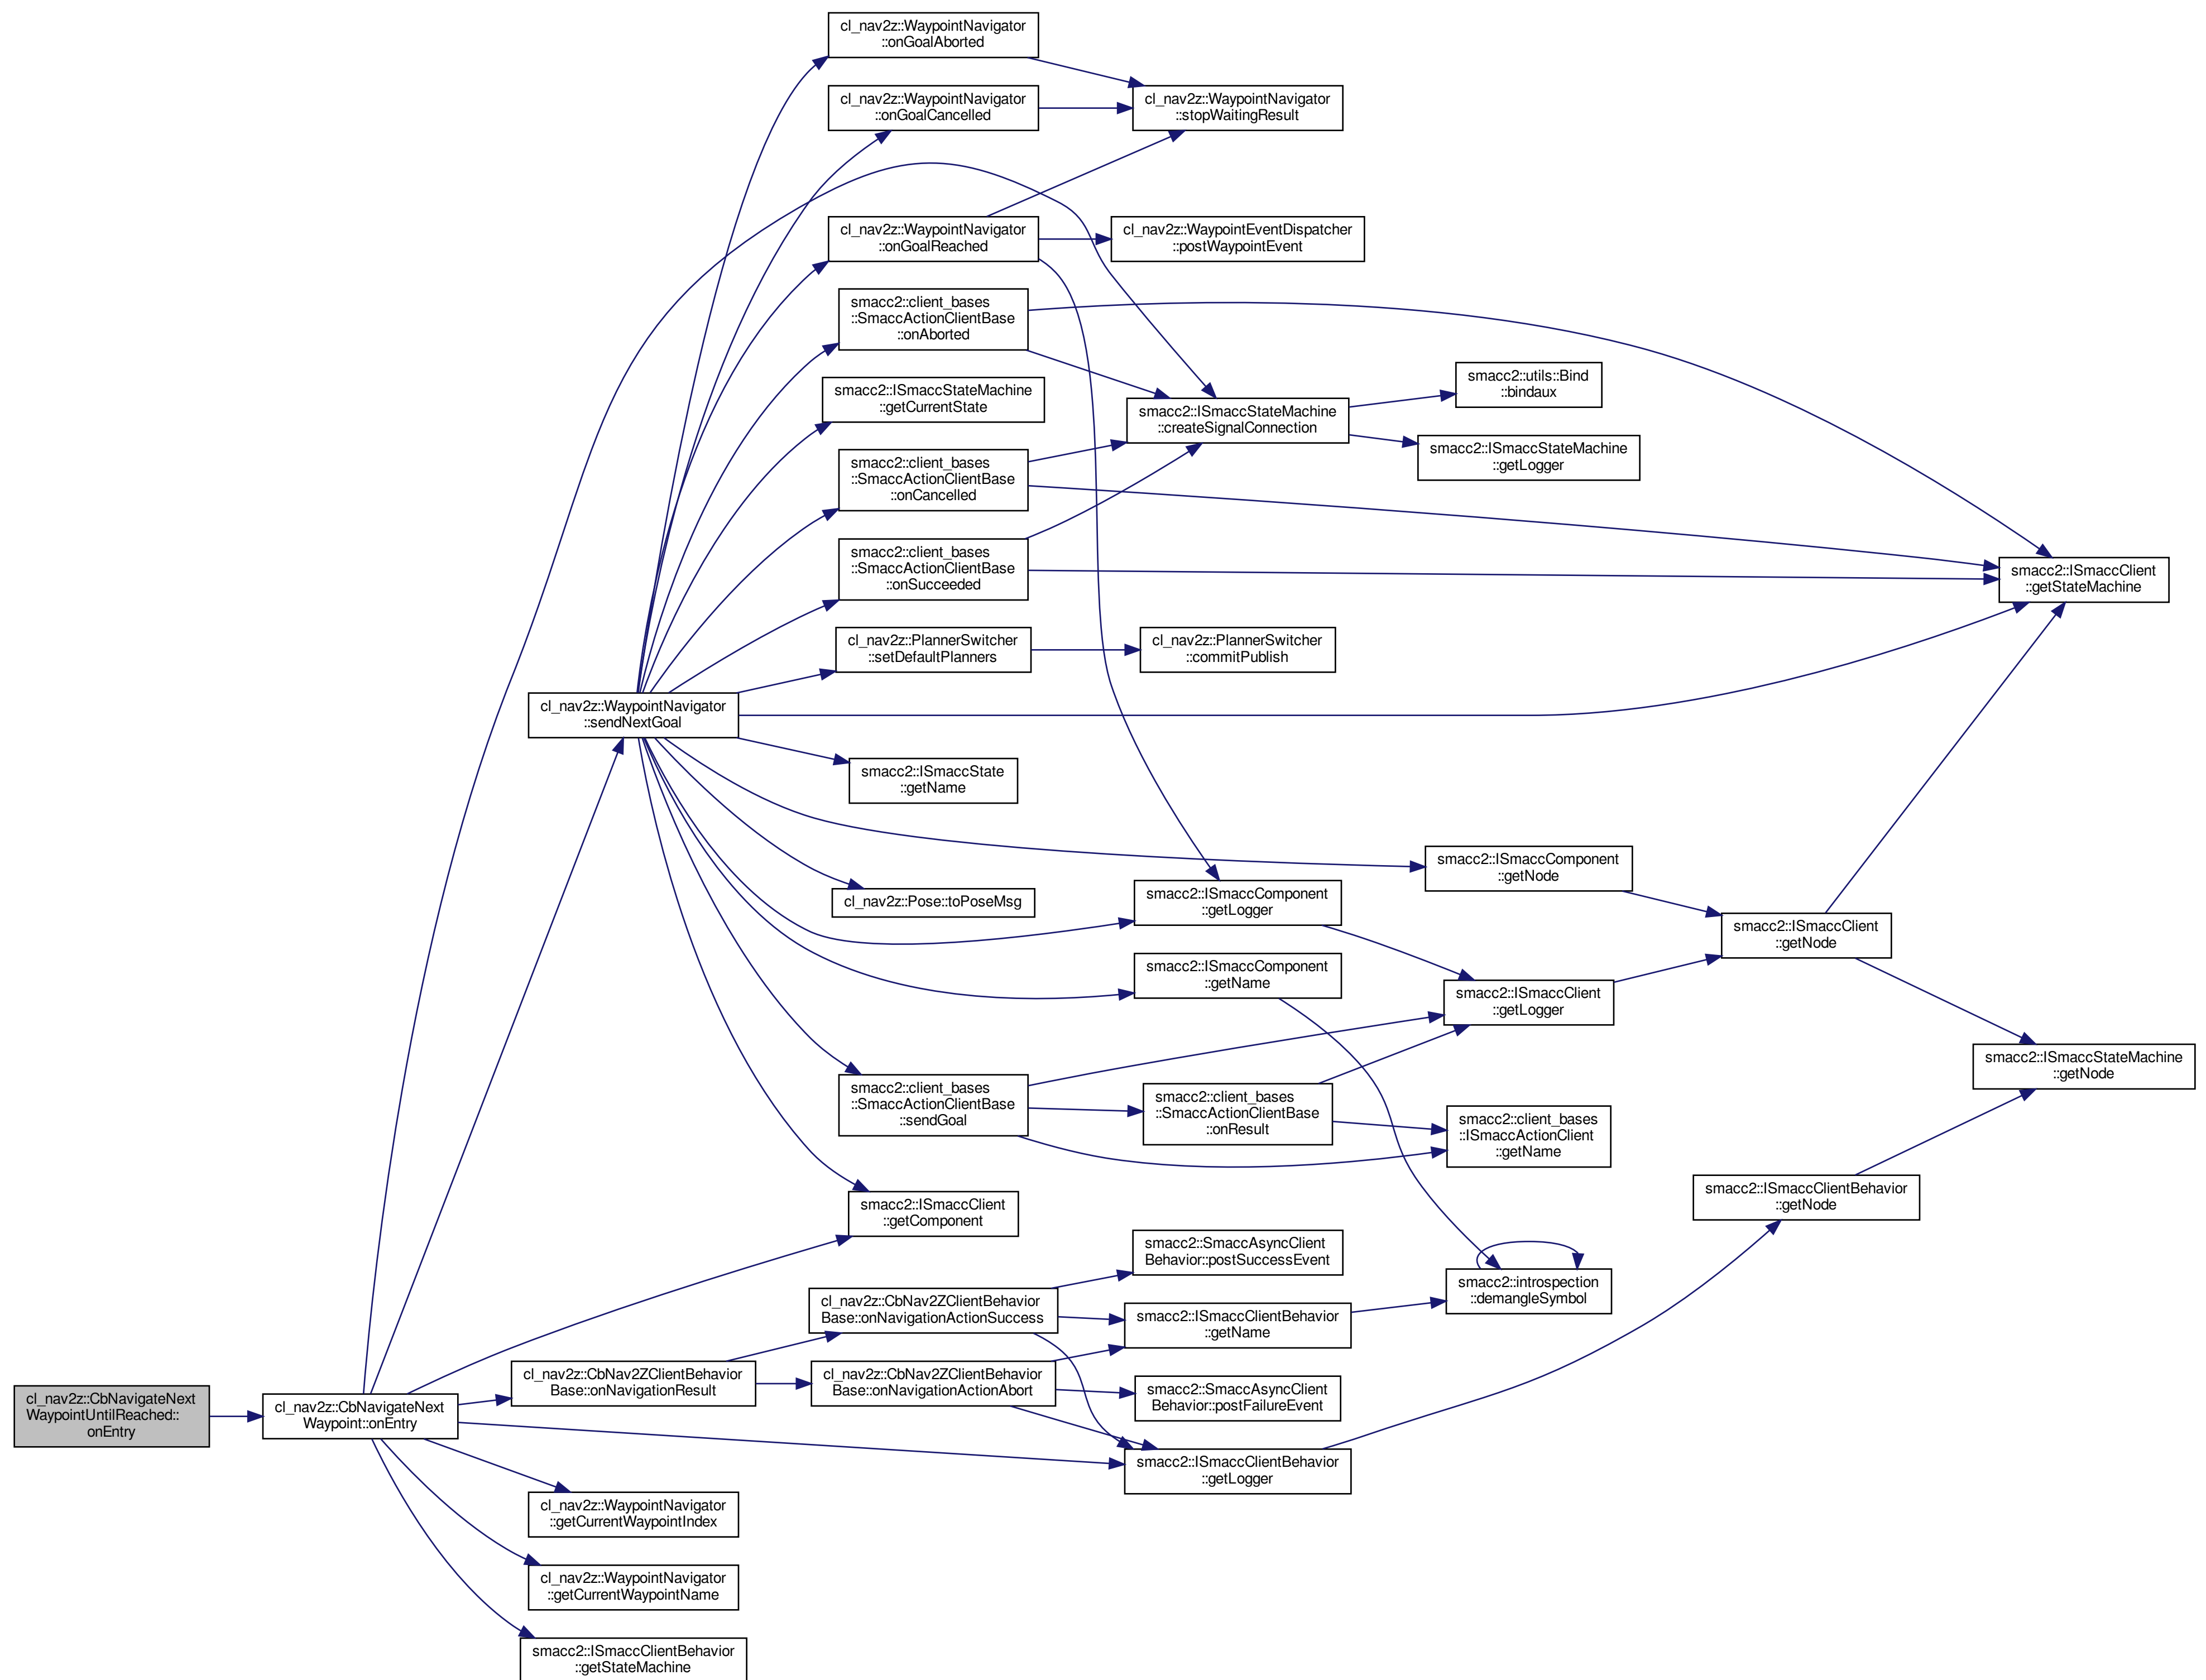 cl_nav2z::WaypointNavigator
::onGoalAborted
cl_nav2z::WaypointNavigator
::onGoalCancelled
cl_nav2z::WaypointNavigator
::stopWaitingResult
cl_nav2z::WaypointNavigator
::onGoalReached
cl_nav2z::WaypointEventDispatcher
::postWaypointEvent
smacc2::client_bases
::SmaccActionClientBase
::onAborted
smacc2::ISmaccStateMachine
::getCurrentState
smacc2::utils::Bind
::bindaux
smacc2::ISmaccStateMachine
::createSignalConnection
smacc2::ISmaccStateMachine
::getLogger
smacc2::client_bases
::SmaccActionClientBase
::onCancelled
smacc2::client_bases
::SmaccActionClientBase
::onSucceeded
smacc2::ISmaccClient
::getStateMachine
cl_nav2z::PlannerSwitcher
::setDefaultPlanners
cl_nav2z::PlannerSwitcher
::commitPublish
cl_nav2z::WaypointNavigator
::sendNextGoal
smacc2::ISmaccState
::getName
smacc2::ISmaccComponent
::getNode
cl_nav2z::Pose::toPoseMsg
smacc2::ISmaccComponent
::getLogger
smacc2::ISmaccClient
::getNode
smacc2::ISmaccComponent
::getName
smacc2::ISmaccClient
::getLogger
smacc2::ISmaccStateMachine
::getNode
smacc2::client_bases
::SmaccActionClientBase
::sendGoal
smacc2::client_bases
::SmaccActionClientBase
::onResult
smacc2::client_bases
::ISmaccActionClient
::getName
smacc2::ISmaccClientBehavior
::getNode
smacc2::ISmaccClient
::getComponent
smacc2::SmaccAsyncClient
Behavior::postSuccessEvent
smacc2::introspection
::demangleSymbol
cl_nav2z::CbNav2ZClientBehavior
Base::onNavigationActionSuccess
smacc2::ISmaccClientBehavior
::getName
cl_nav2z::CbNav2ZClientBehavior
Base::onNavigationResult
cl_nav2z::CbNav2ZClientBehavior
Base::onNavigationActionAbort
smacc2::SmaccAsyncClient
Behavior::postFailureEvent
cl_nav2z::CbNavigateNext
WaypointUntilReached::
onEntry
cl_nav2z::CbNavigateNext
Waypoint::onEntry
smacc2::ISmaccClientBehavior
::getLogger
cl_nav2z::WaypointNavigator
::getCurrentWaypointIndex
cl_nav2z::WaypointNavigator
::getCurrentWaypointName
smacc2::ISmaccClientBehavior
::getStateMachine